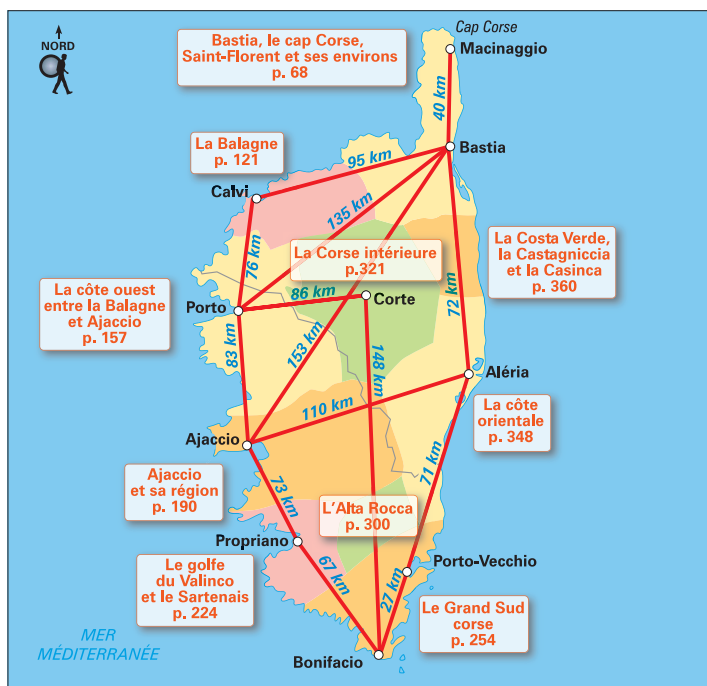 NORD
Cap Corse
Macinaggio
Bastia, le cap Corse,
Saint-Florent et ses environs
p. 68
40 km
Bastia
La Balagne
p. 121
95 km
Calvi
135 km
La Costa Verde,
la Castagniccia
et la Casinca
p. 360
La Corse intérieure
p.321
76 km
72 km
La côte ouest
entre la Balagne
et Ajaccio
p. 157
Porto
86 km
Corte
83 km
153 km
148 km
Aléria
110 km
La côte
orientale
p. 348
Ajaccio
71 km
Ajaccio
et sa région
p. 190
73 km
L'Alta Rocca
p. 300
Propriano
Porto-Vecchio
Le golfe
du Valinco
et le Sartenais
p. 224
67 km
27 km
Le Grand Sud
corse
p. 254
MER
MÉDITERRANÉE
Bonifacio